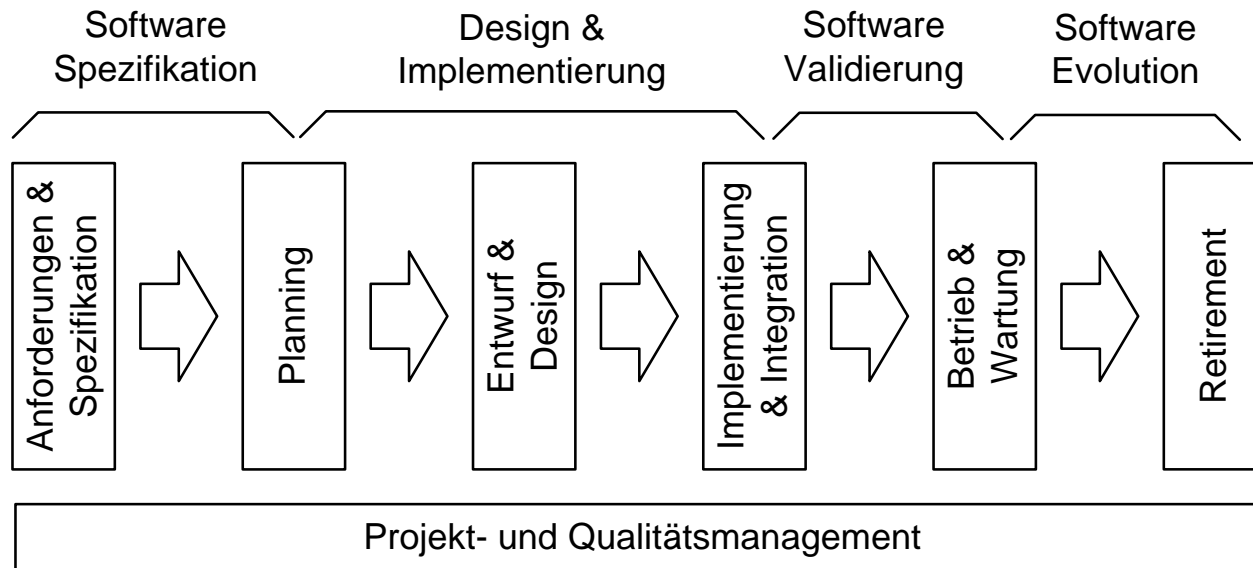 Software
Spezifikation
Design &
Implementierung
Software
Validierung
Software
Evolution
Anforderungen &
Spezifikation
Planning
Entwurf &
Design
Implementierung
& Integration
Betrieb &
Wartung
Retirement
Projekt- und Qualitätsmanagement